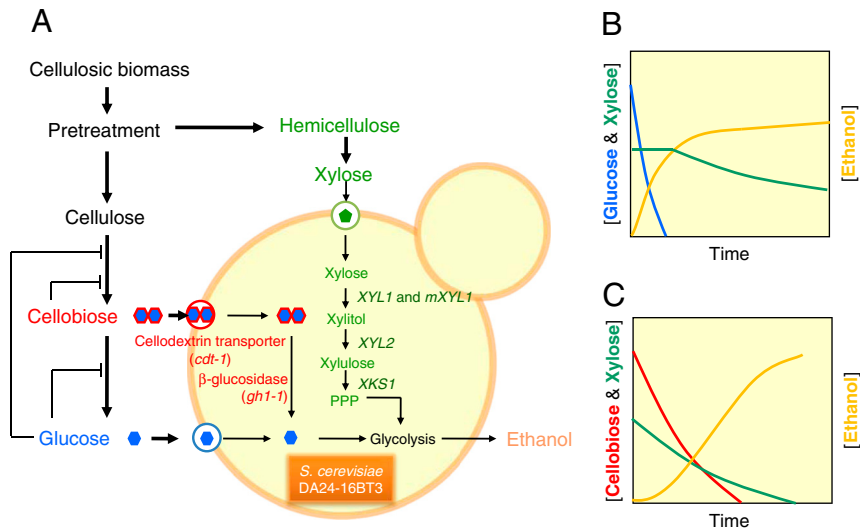 A
Cellulosic biomass
Pretreatment
Hemicellulose
Xylose
Cellulose
Xylose
XYL1 and mXYL1
Cellobiose
Xylitol
Cellodextrin transporter
(cdt-1)
XYL2
Xylulose
β-glucosidase
(gh1-1)
XKS1
PPP
Glucose
Glycolysis
Ethanol
S. cerevisiae
DA24-16BT3
B
[Glucose & Xylose]
[Ethanol]
Time
C
[Cellobiose & Xylose]
[Ethanol]
Time